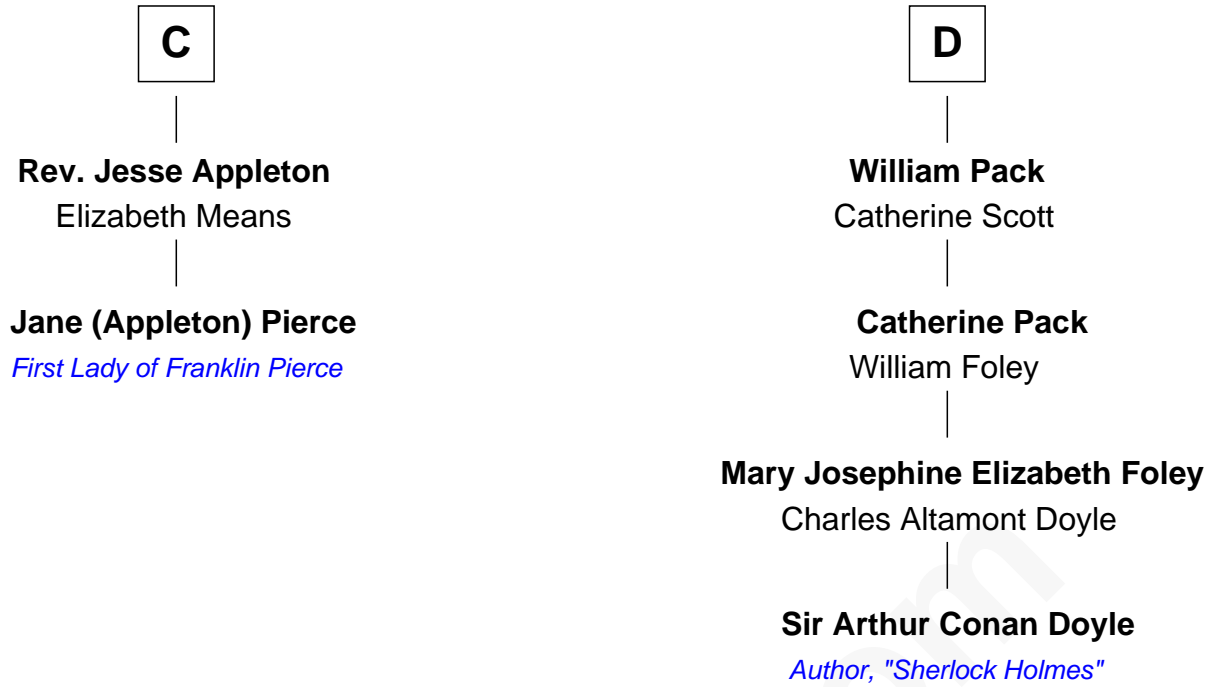 C
Rev. Jesse Appleton
Elizabeth Means
Jane (Appleton) Pierce
First Lady of Franklin Pierce
D
William Pack
Catherine Scott
Catherine Pack
William Foley
Mary Josephine Elizabeth Foley
Charles Altamont Doyle
Sir Arthur Conan Doyle
Author, "Sherlock Holmes"